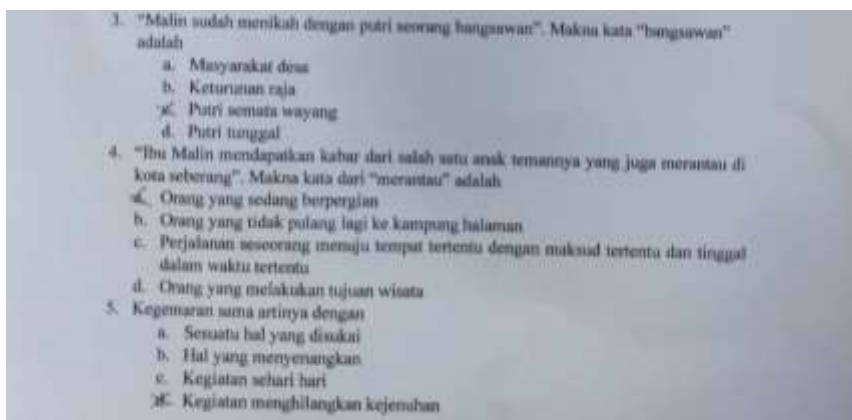 3. "Malin sudah menikah dengan putri seorang bangsawan". Makna kata "bangsawan"
adalah
a. Masyarakat desa
b. Keturunan raja
c. Putri semata wayang
d. Putri tunggal
4. "Ibu Malin mendapatkan kabar dari salah satu anak temannya yang juga merantau di
kota seberang". Makna kata dari "merantau" adalah
a. Orang yang sedang berpergian
b. Orang yang tidak pulang lagi ke kampung halaman
c. Perjalanan seseorang menuju tempat tertentu dengan maksud tertentu dan tinggal
dalam waktu tertentu
d. Orang yang melakukan tujuan wisata
5. Kegemaran sama artinya dengan
a. Sesuatu hal yang disukai
b. Hal yang menyenangkan
c. Kegiatan sehari hari
d. Kegiatan menghilangkan kejenuhan